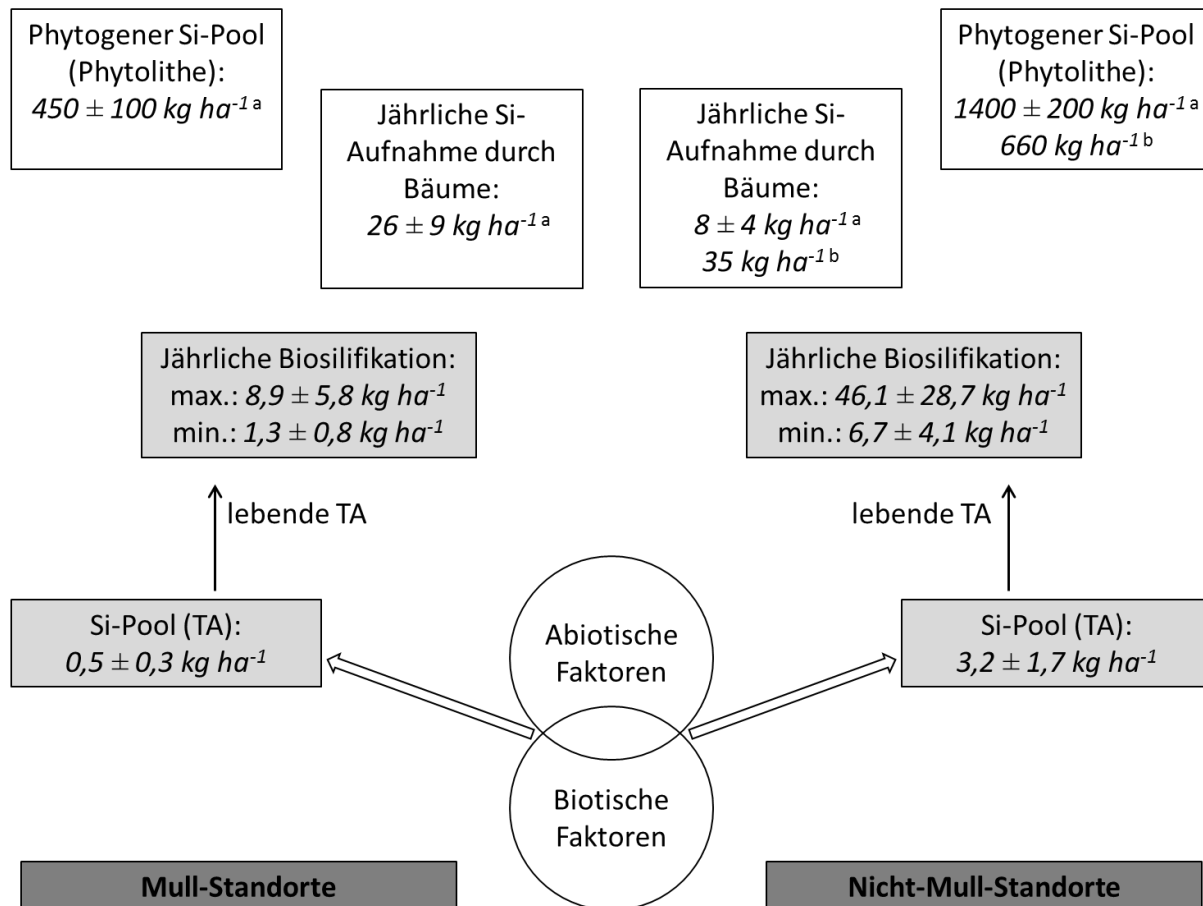 Phytogener Si-Pool
(Phytolithe):
450 ± 100 kg ha⁻¹ ᵃ
Jährliche Si-
Aufnahme durch
Bäume:
26 ± 9 kg ha⁻¹ ᵃ
Jährliche Si-
Aufnahme durch
Bäume:
8 ± 4 kg ha⁻¹ ᵃ
35 kg ha⁻¹ ᵇ
Phytogener Si-Pool
(Phytolithe):
1400 ± 200 kg ha⁻¹ ᵃ
660 kg ha⁻¹ ᵇ
Jährliche Biosilifikation:
max.: 8,9 ± 5,8 kg ha⁻¹
min.: 1,3 ± 0,8 kg ha⁻¹
Jährliche Biosilifikation:
max.: 46,1 ± 28,7 kg ha⁻¹
min.: 6,7 ± 4,1 kg ha⁻¹
lebende TA
lebende TA
Si-Pool (TA):
0,5 ± 0,3 kg ha⁻¹
Abiotische
Faktoren
Si-Pool (TA):
3,2 ± 1,7 kg ha⁻¹
Biotische
Faktoren
Mull-Standorte
Nicht-Mull-Standorte